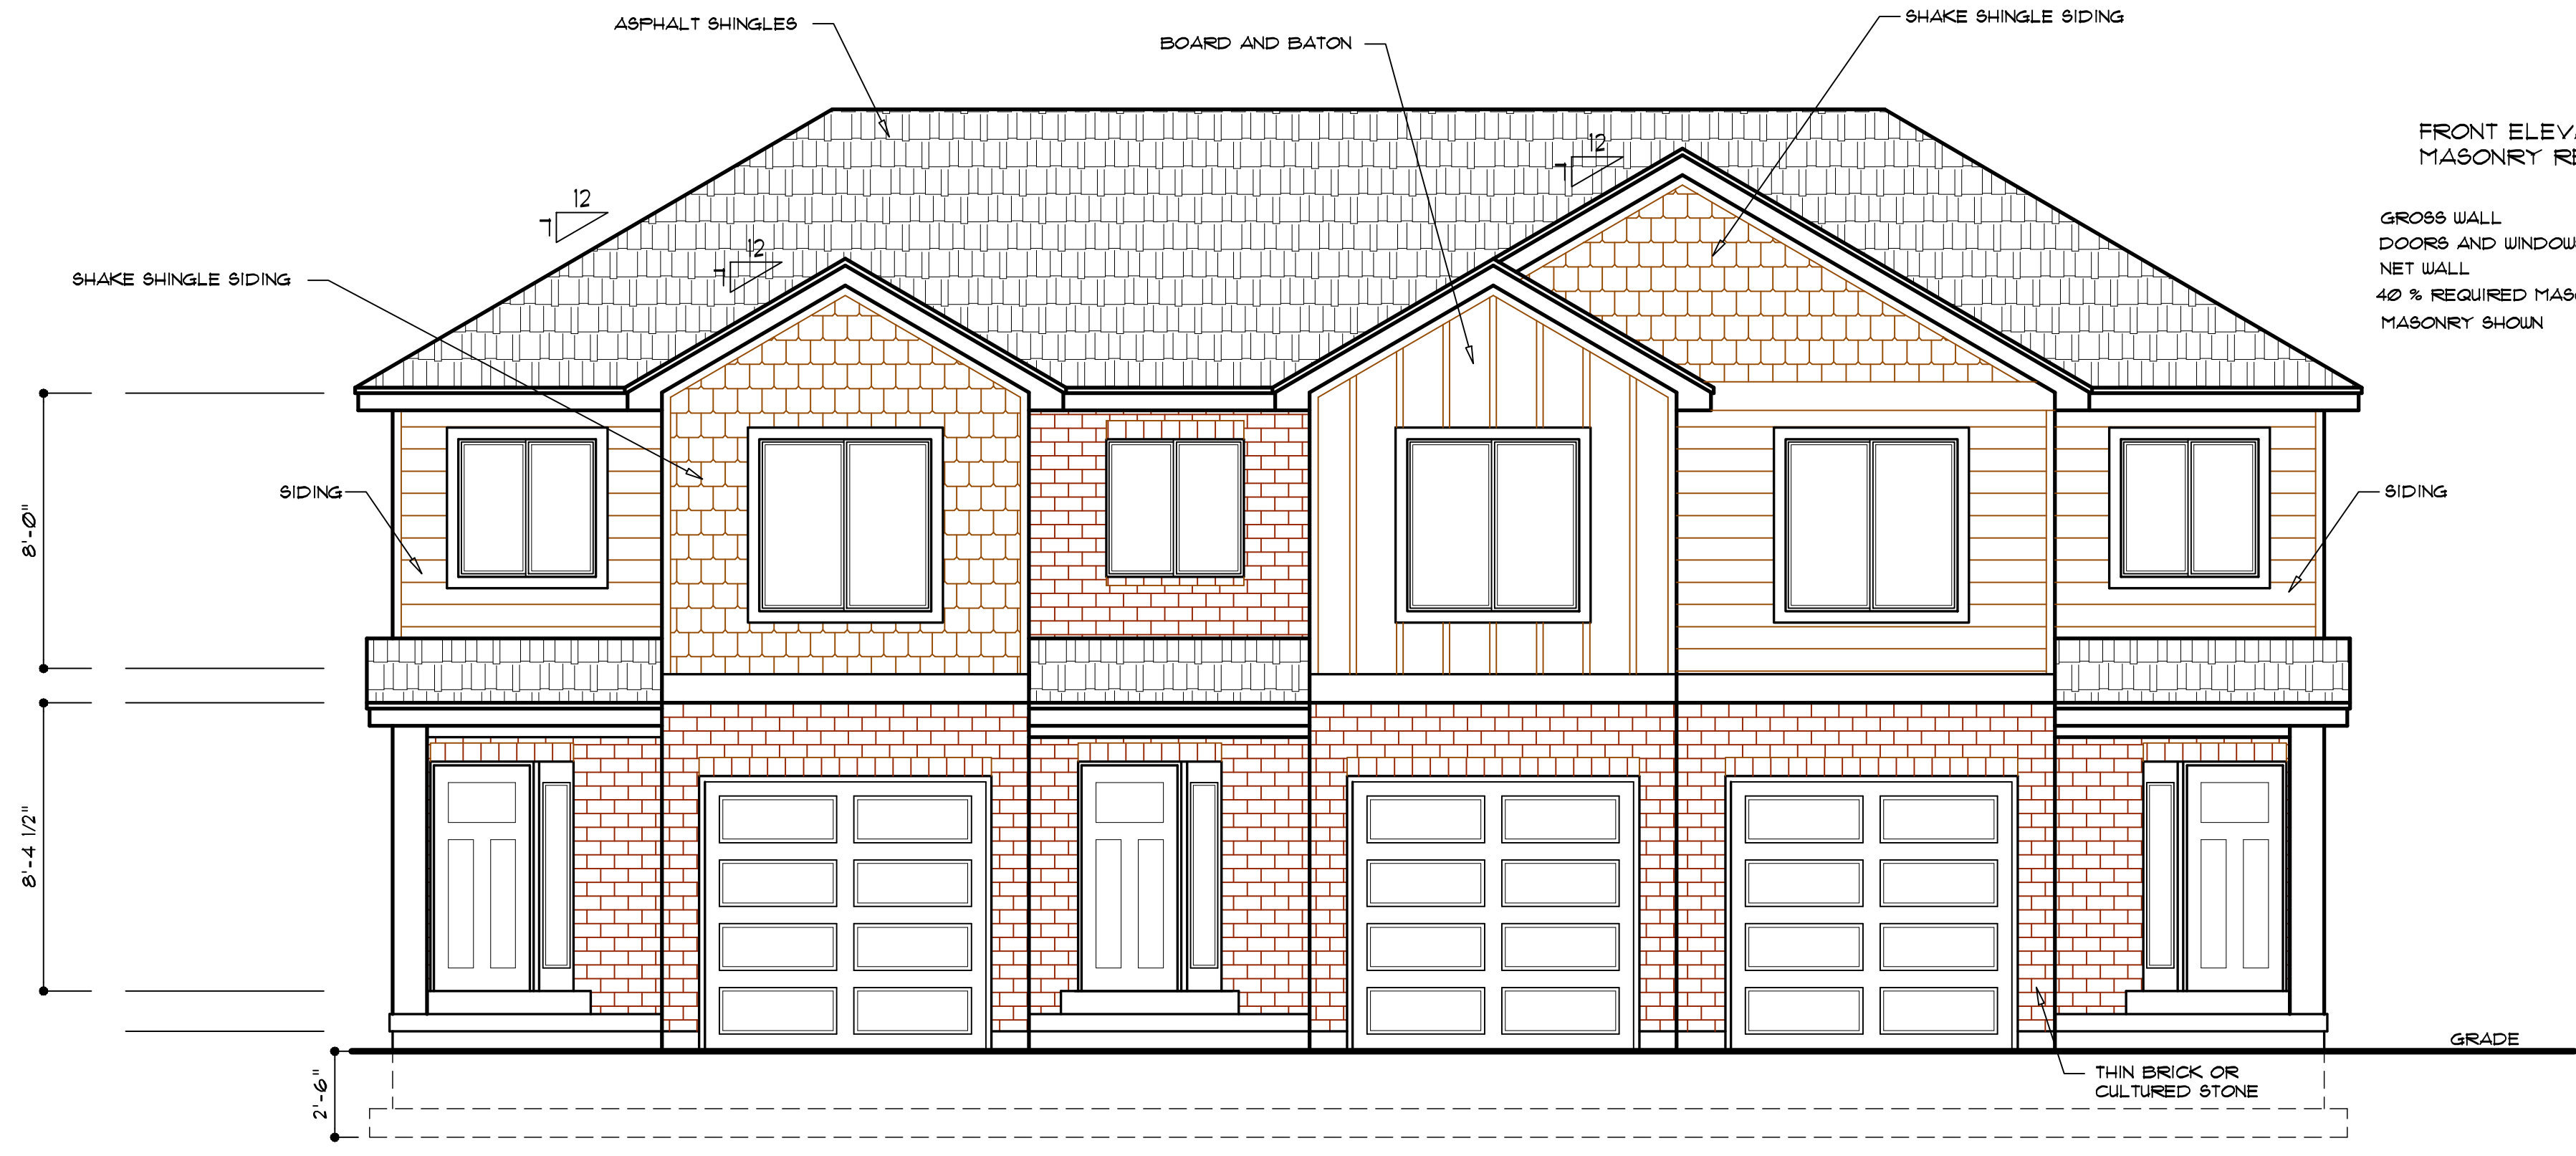 ASPHALT SHINGLES
BOARD AND BATON
SHAKE SHINGLE SIDING
FRONT ELEV
MASONRY RE
12
7
12
7
12
7
GROSS WALL
DOORS AND WINDOW
NET WALL
40 % REQUIRED MAS
MASONRY SHOWN
SHAKE SHINGLE SIDING
SIDING
SIDING
8'-0"
8'-4 1/2"
2'-6"
GRADE
THIN BRICK OR
CULTURED STONE